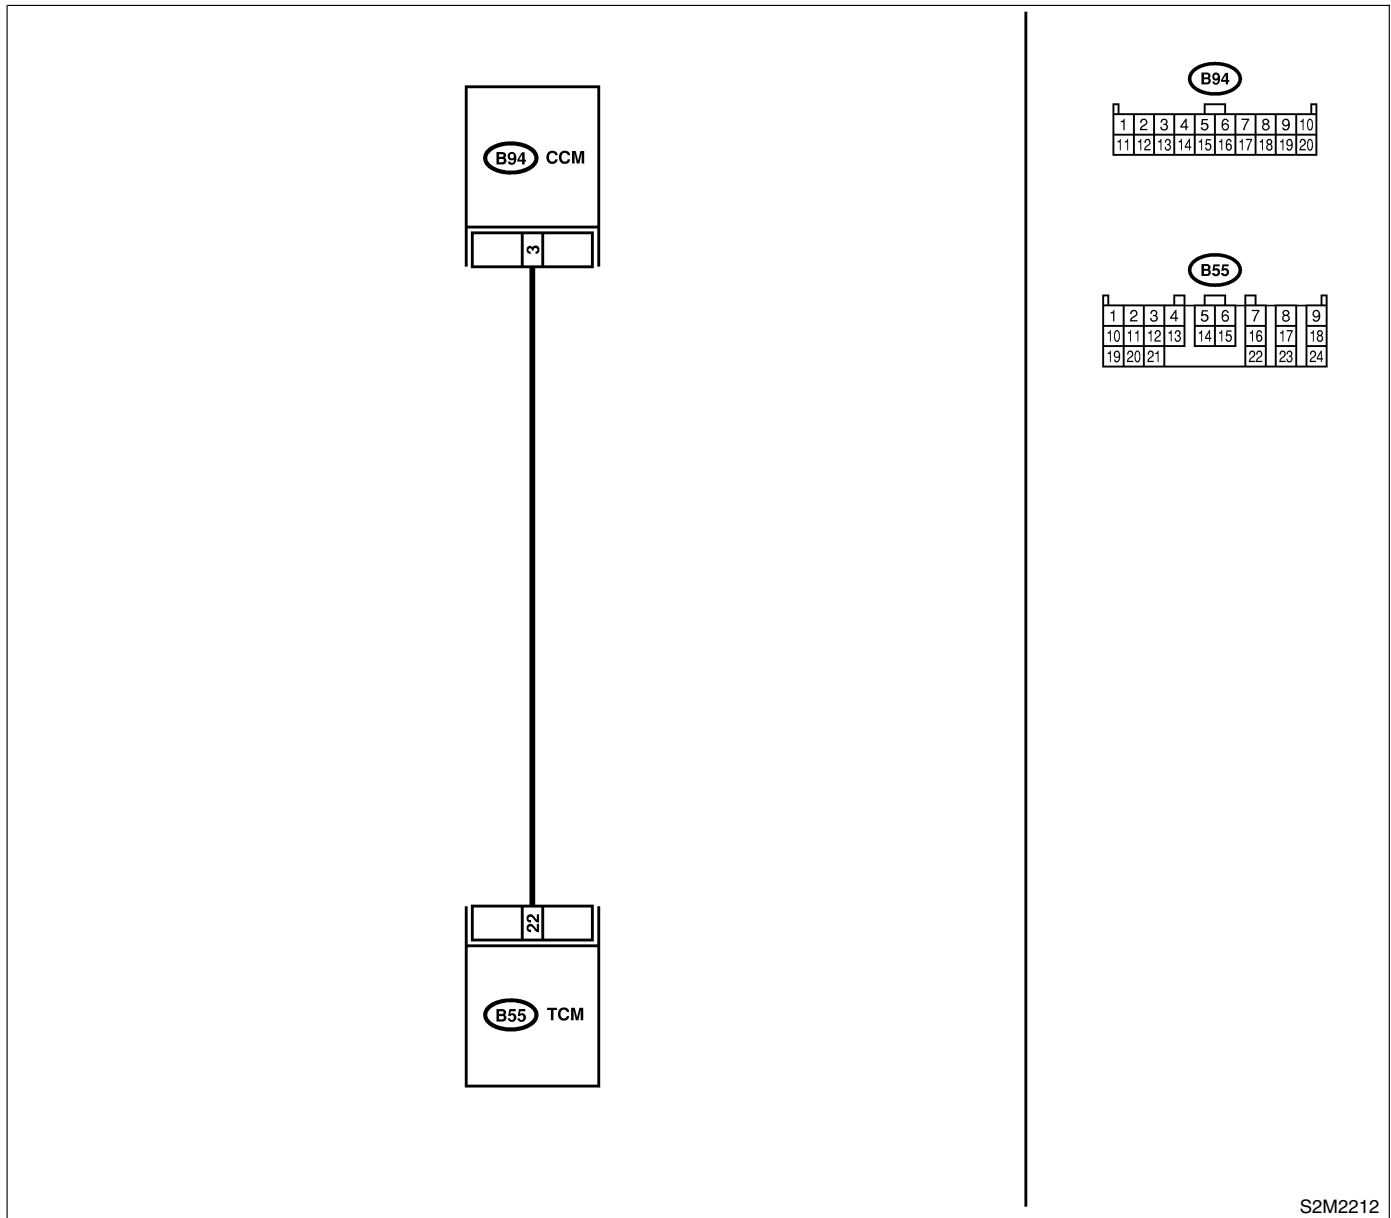 B94 CCM
3
22
B55 TCM
B94
1 2 3 4 5 6 7 8 9 10
11 12 13 14 15 16 17 18 19 20
B55
1 2 3 4 5 6 7 8 9
10 11 12 13 14 15 16 17 18
19 20 21 22 23 24
S2M2212